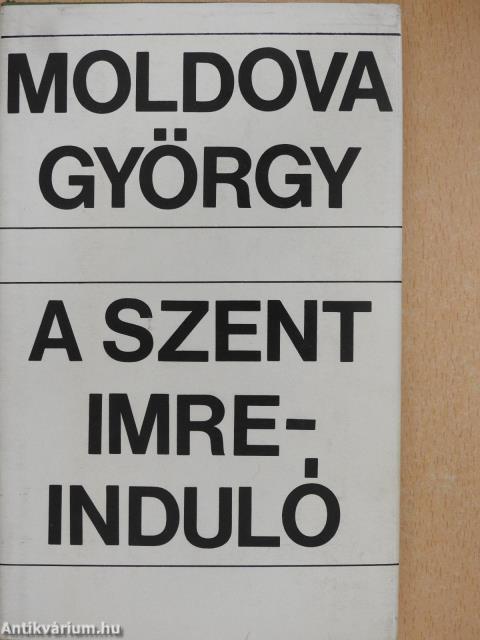 MOLDOVA
GYÖRGY
A SZENT
IMRE-
INDULÓ
Antikvárium.hu